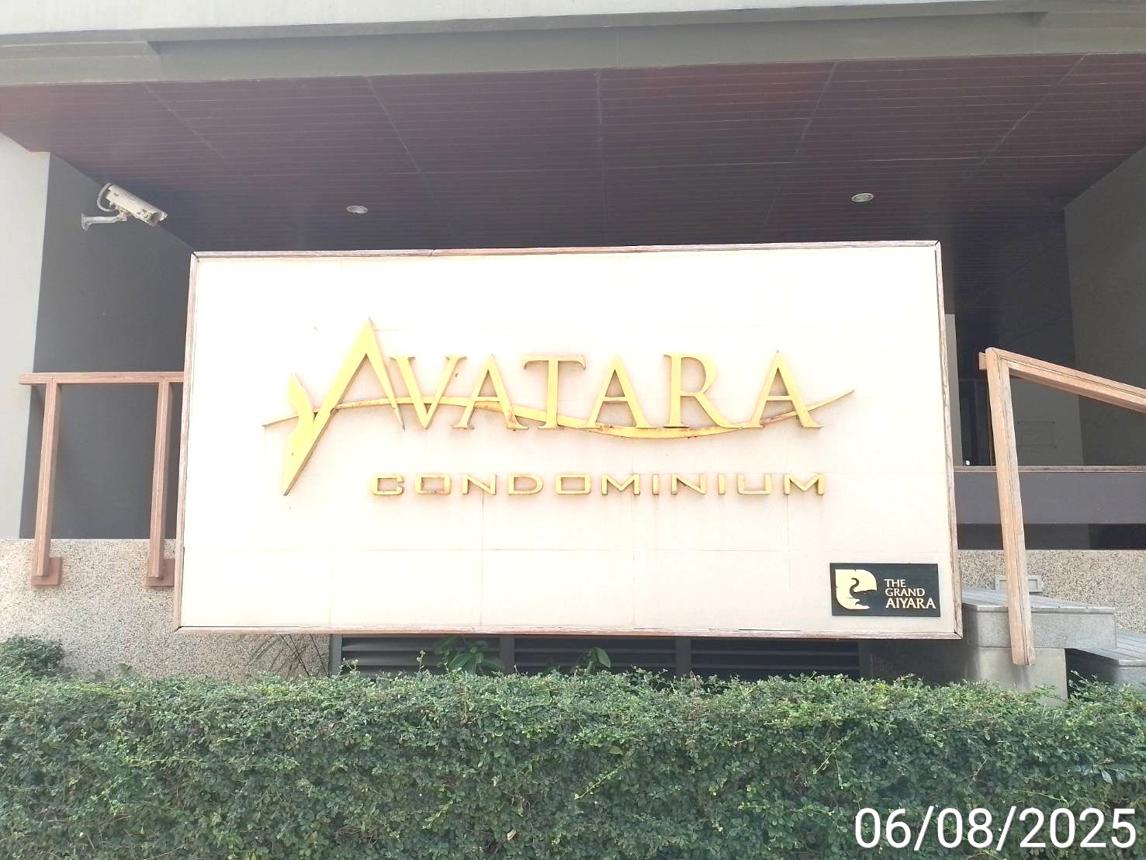 AVATARA
CONDOMINIUM
THE
GRAND
AIYARA
06/08/2025